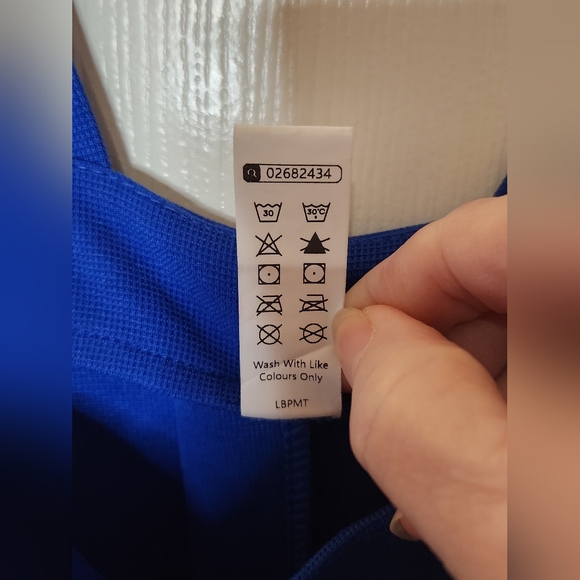 02682434
30 30°C
Wash With Like
Colours Only
LBPMT